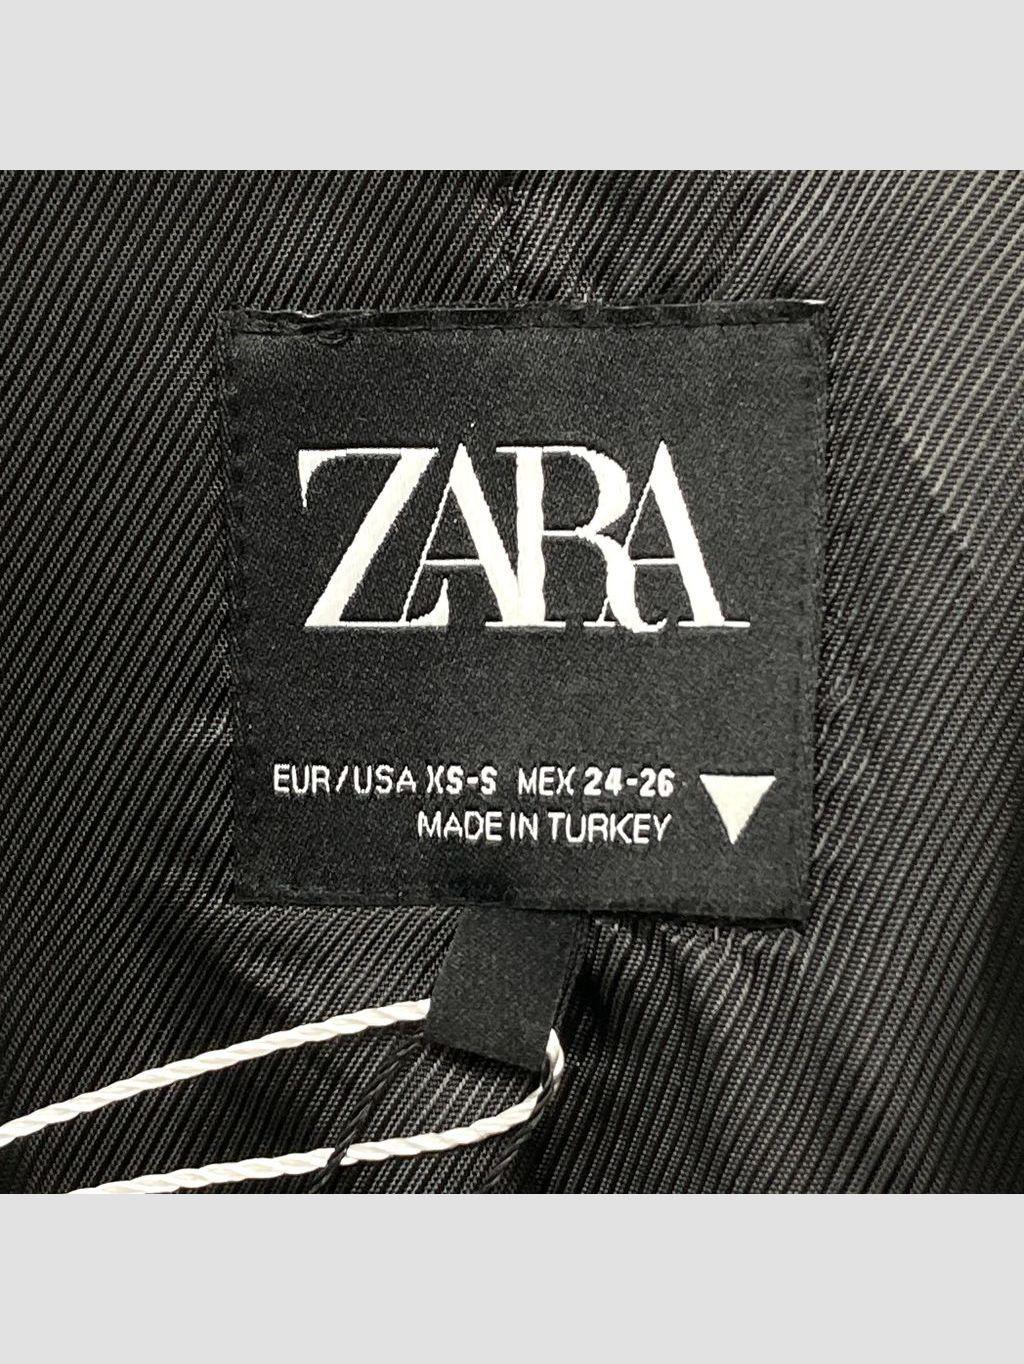 ZARA
EUR/USA XS-S MEX 24-26
MADE IN TURKEY